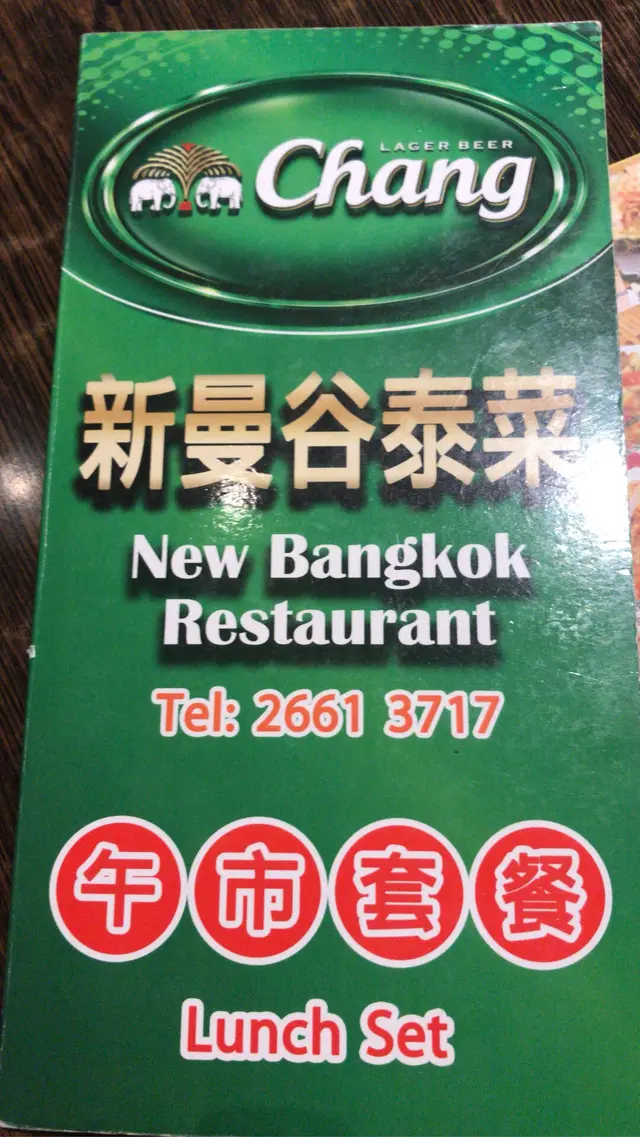 LAGER BEER
Chang
新曼谷泰菜
New Bangkok
Restaurant
Tel: 2661 3717
午市套餐
Lunch Set